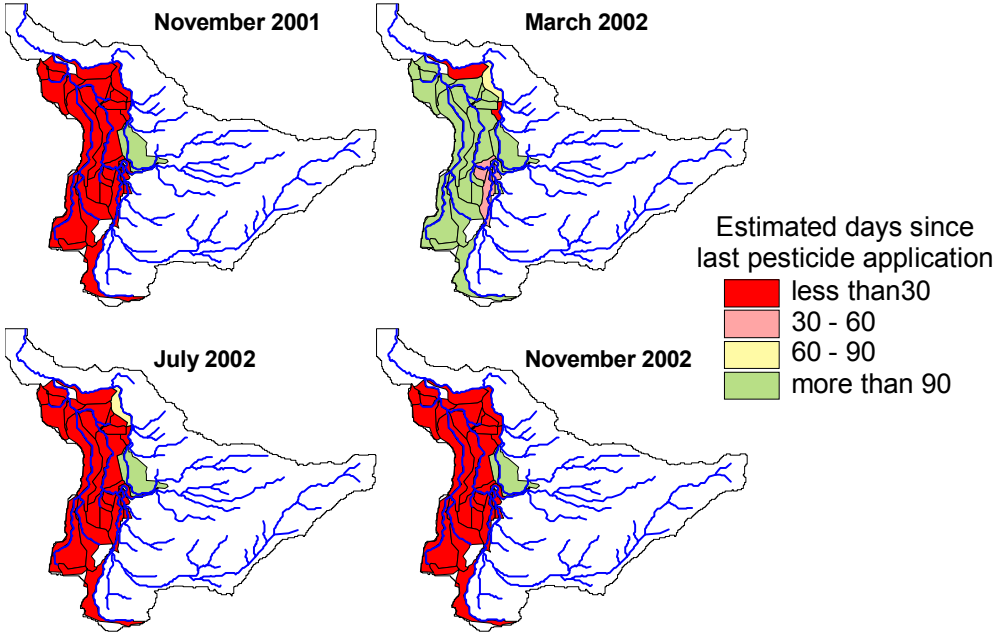 November 2001
March 2002
Estimated days since
last pesticide application
less than30
30 - 60
60 - 90
more than 90
July 2002
November 2002